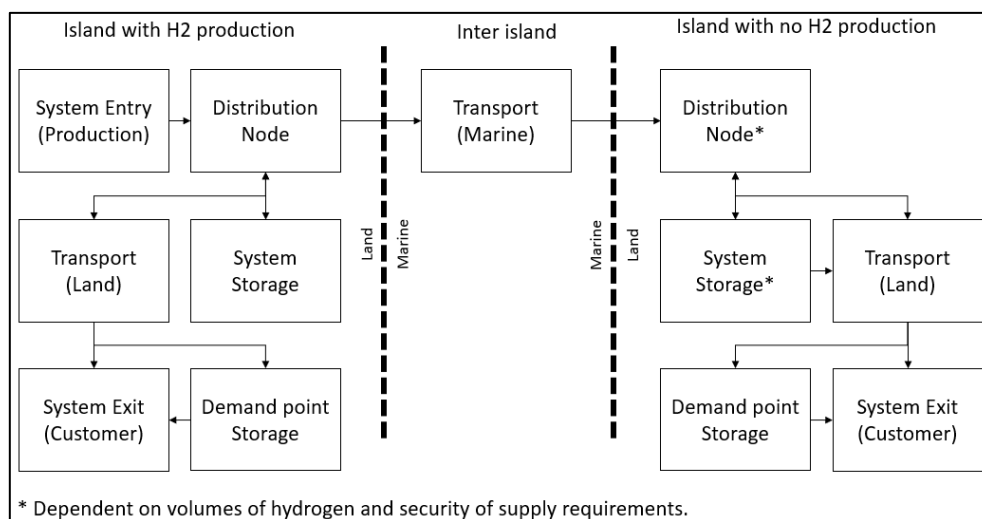 Island with H2 production
Inter island
Island with no H2 production
System Entry
(Production)
Distribution
Node
Transport
(Marine)
Distribution
Node*
Land
Marine
Marine
Land
Transport
(Land)
System
Storage
System
Storage*
Transport
(Land)
System Exit
(Customer)
Demand point
Storage
Demand point
Storage
System Exit
(Customer)
* Dependent on volumes of hydrogen and security of supply requirements.